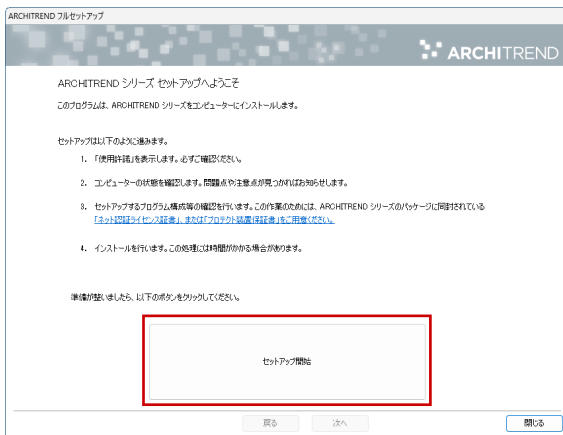 ARCHITREND フルセットアップ
ARCHITREND
ARCHITREND シリーズ セットアップへようこそ
このプログラムは、ARCHITREND シリーズをコンピューターにインストールします。
セットアップは以下のように進みます。
1. 「使用許諾」を表示します。必ずご確認ください。
2. コンピューターの状態を確認します。問題点や注意点が見つかればお知らせします。
3. セットアップするプログラム構成等の確認を行います。この作業のためには、ARCHITREND シリーズのパッケージに同封されている
「ネット認証ライセンス証書」、または「プロテクト装置保証書」をご用意ください。
4. インストールを行います。この処理には時間がかかる場合があります。
準備が整いましたら、以下のボタンをクリックしてください。
セットアップ開始
戻る 次へ 閉じる